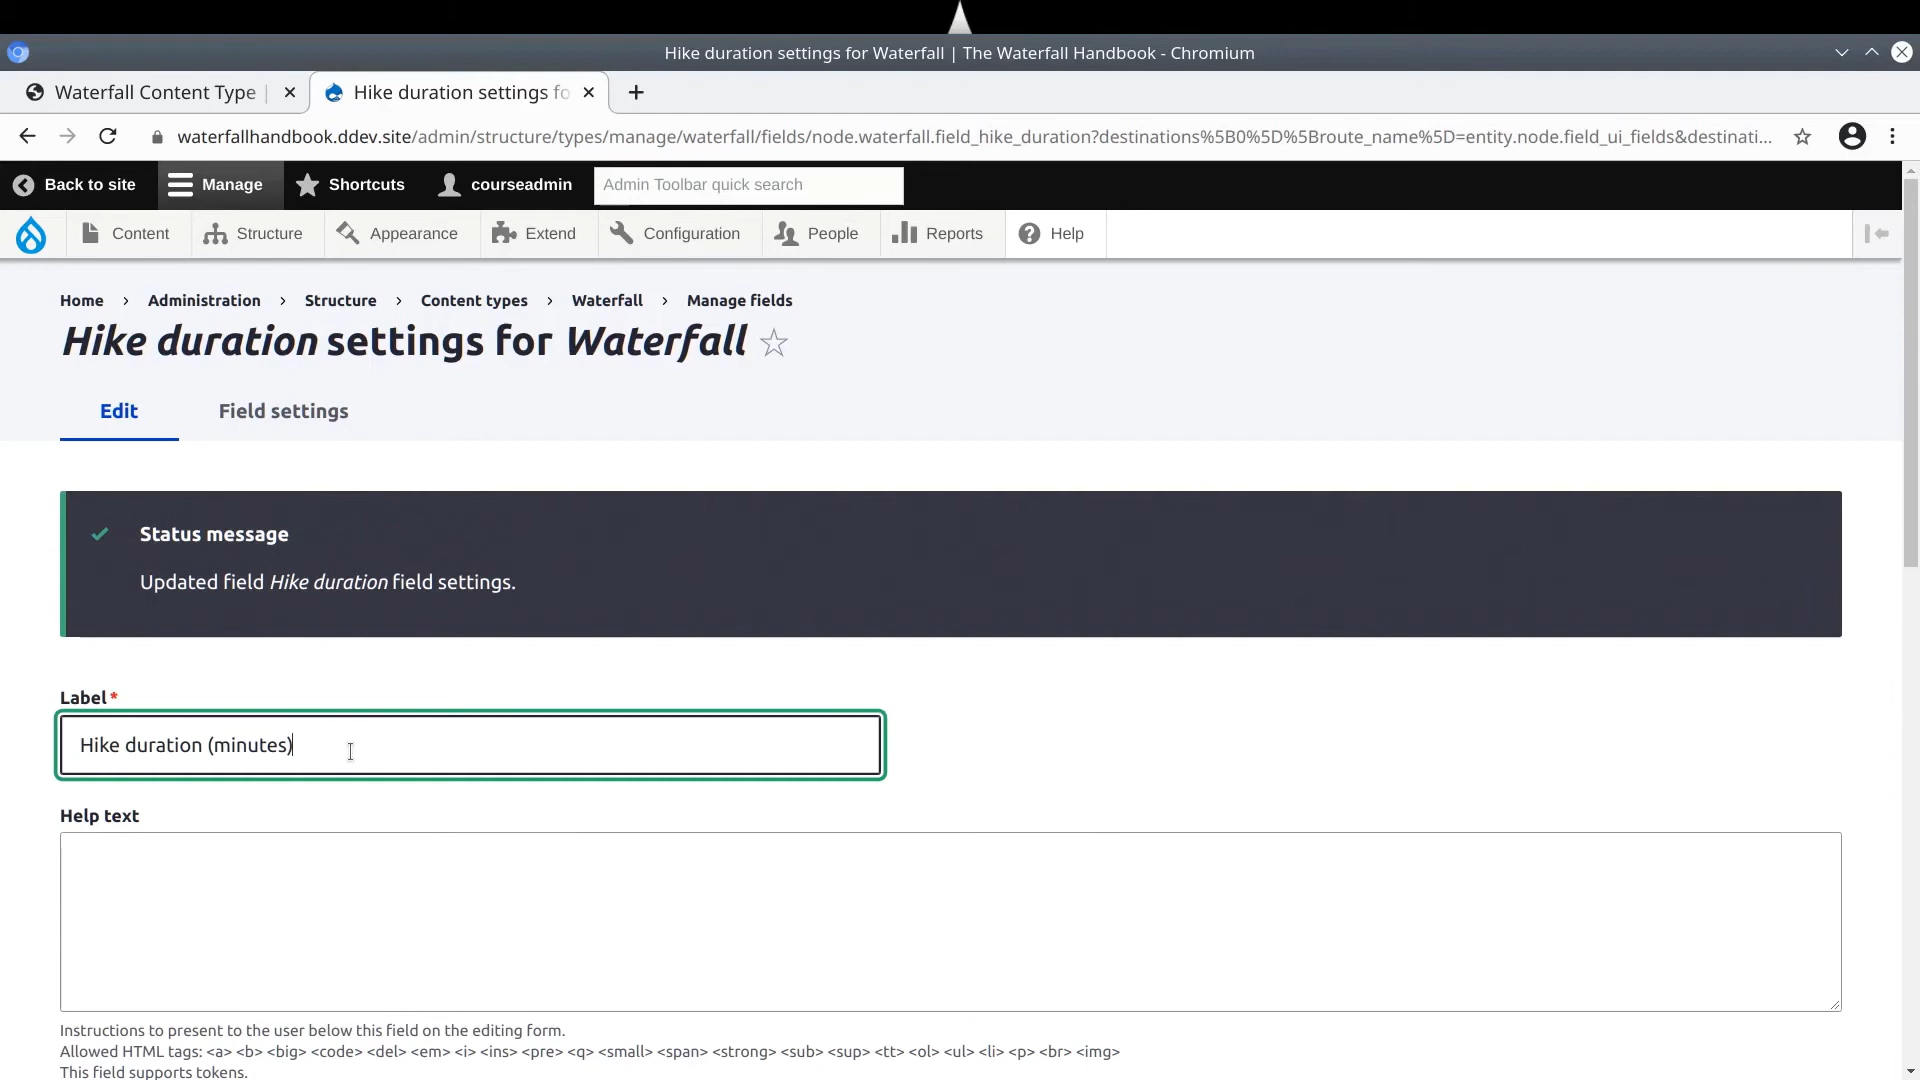 Hike duration settings for Waterfall | The Waterfall Handbook - Chromium
Waterfall Content Type |
Hike duration settings fo
waterfallhandbook.ddev.site/admin/structure/types/manage/waterfall/fields/node.waterfall.field_hike_duration?destinations%5B0%5D%5Broute_name%5D=entity.node.field_ui_fields&destinati...
Back to site Manage Shortcuts courseadmin Admin Toolbar quick search
Content Structure Appearance Extend Configuration People Reports Help
Home › Administration › Structure › Content types › Waterfall › Manage fields
Hike duration settings for Waterfall
Edit Field settings
Status message
Updated field Hike duration field settings.
Label *
Hike duration (minutes)
Help text
Instructions to present to the user below this field on the editing form.
Allowed HTML tags: <a> <b> <big> <code> <del> <em> <i> <ins> <pre> <q> <small> <span> <strong> <sub> <sup> <tt> <ol> <ul> <li> <p> <br> <img>
This field supports tokens.